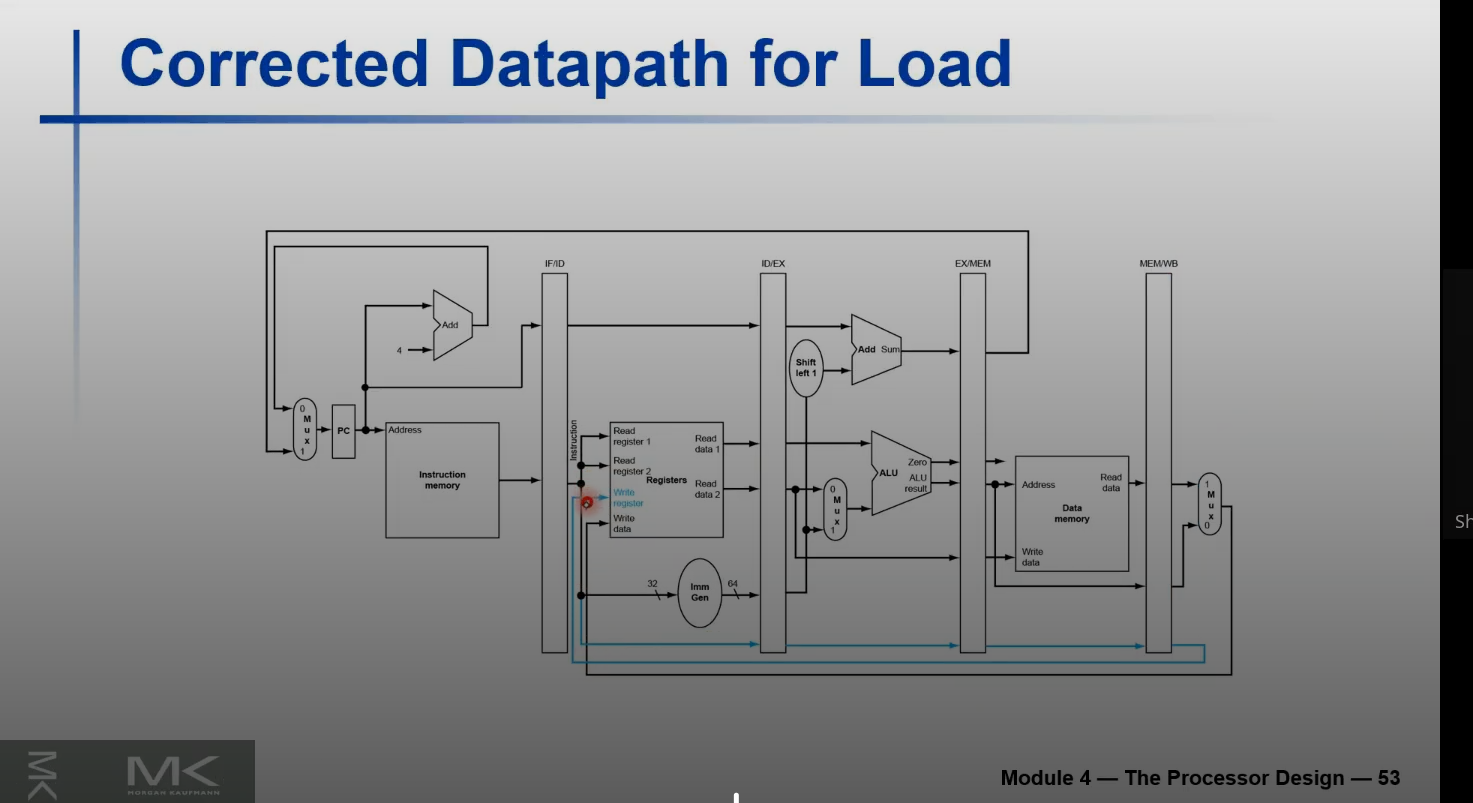 Corrected Datapath for Load
IF/ID
ID/EX
EX/MEM
MEM/WB
Add
4
0
M
u
x
1
PC
Address
Instruction
memory
Instruction
Read
register 1
Read
register 2
Write
register
Write
data
Registers
Read
data 1
Read
data 2
32
Imm
Gen
64
Shift
left 1
Add Sum
0
M
u
x
1
ALU
Zero
ALU
result
Address
Write
data
Data
memory
Read
data
1
M
u
x
0
Sh
MK
MK
MORGAN KAUFMANN
Module 4 — The Processor Design — 53